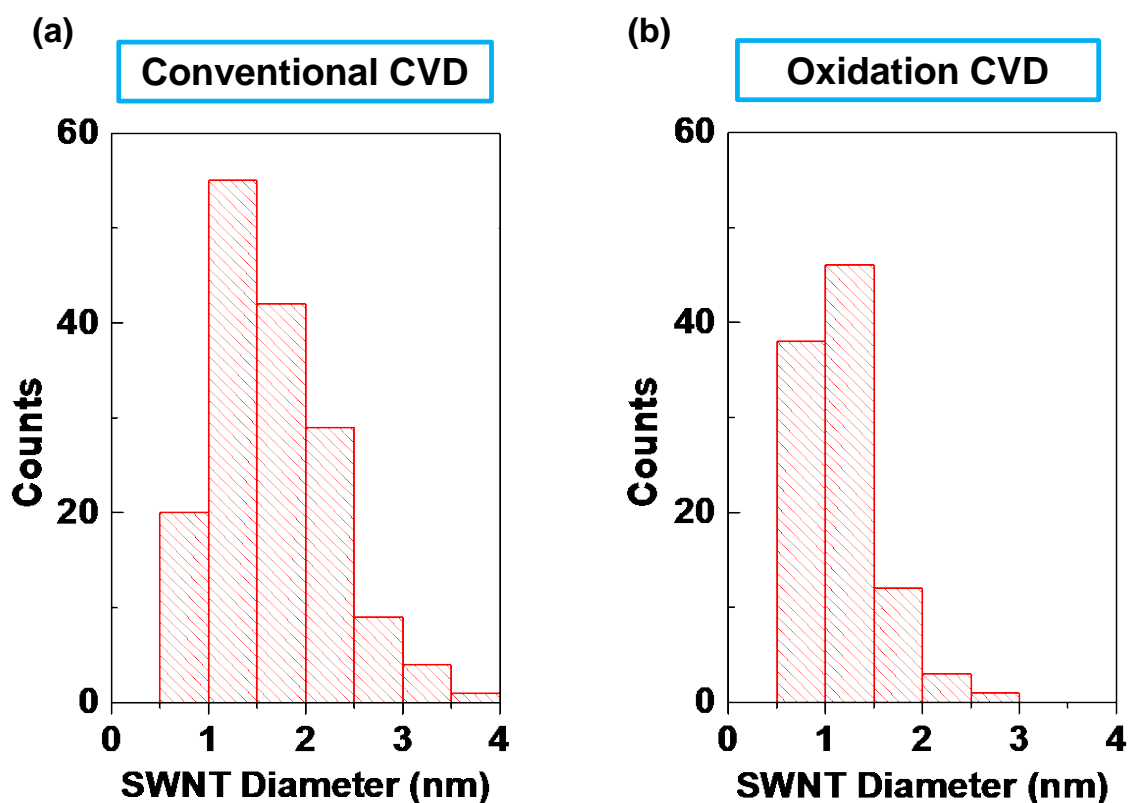 (a)
Conventional CVD
60
40
20
0
Counts
0 1 2 3 4
SWNT Diameter (nm)
(b)
Oxidation CVD
60
40
20
0
Counts
0 1 2 3 4
SWNT Diameter (nm)